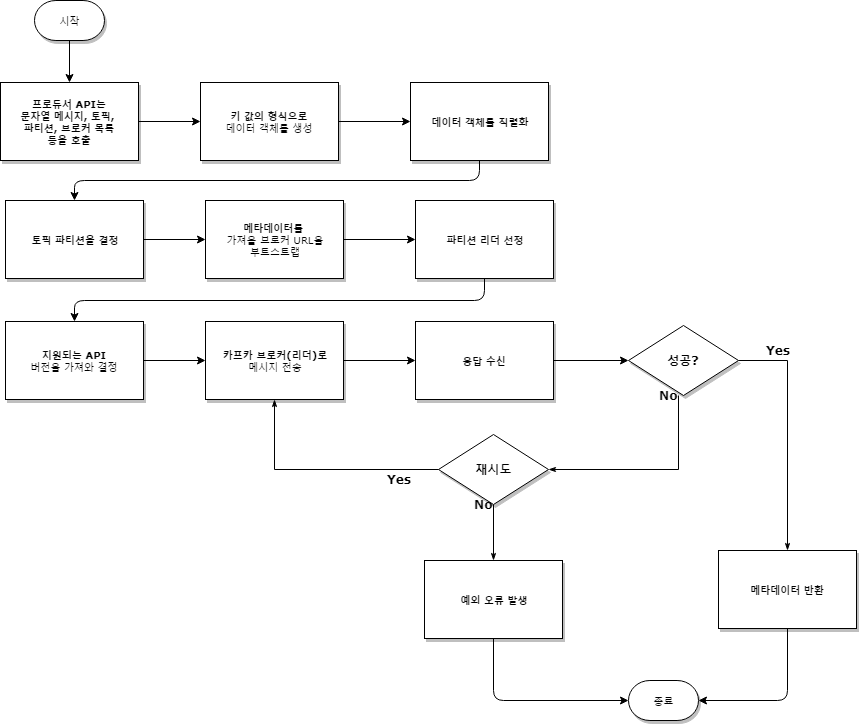 시작
프로듀서 API는
문자열 메시지, 토픽,
파티션, 브로커 목록
등을 호출
키 값의 형식으로
데이터 객체를 생성
데이터 객체를 직렬화
토픽 파티션을 결정
메타데이터를
가져올 브로커 URL을
부트스트랩
파티션 리더 선정
지원되는 API
버전을 가져와 결정
카프카 브로커(리더)로
메시지 전송
응답 수신
성공?
Yes
No
재시도
Yes
No
예외 오류 발생
메타데이터 반환
종료